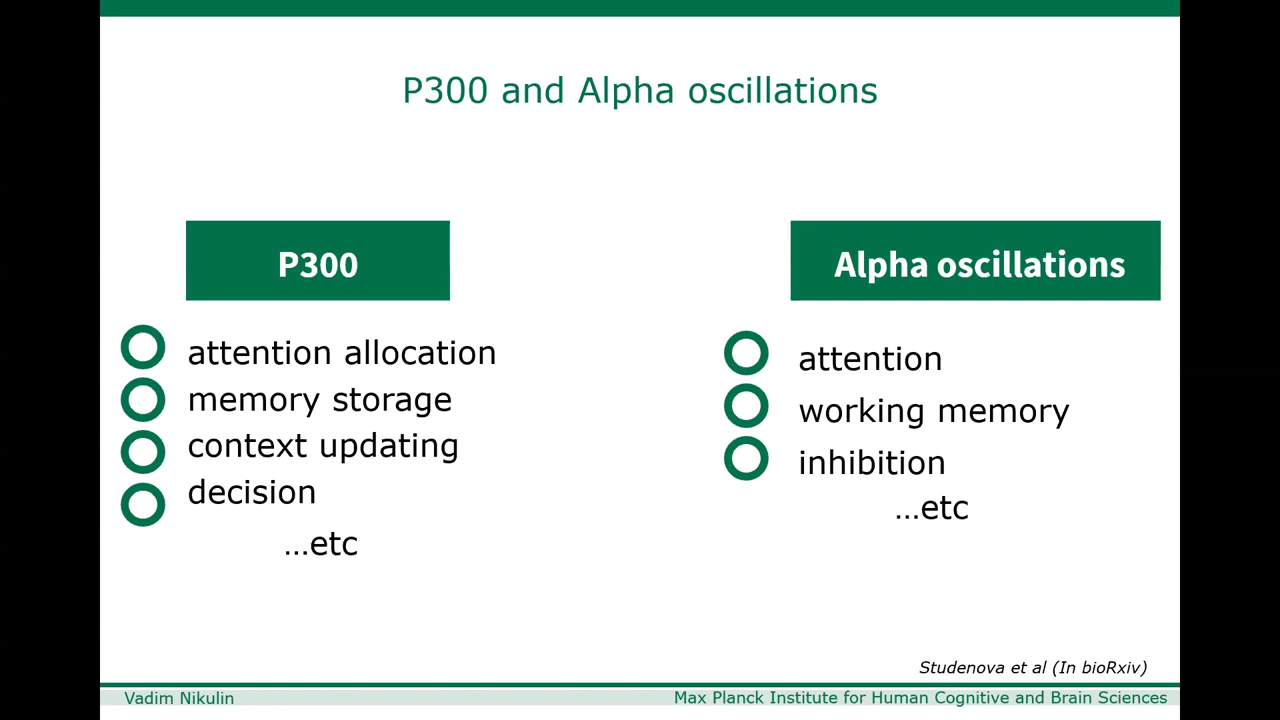 P300 and Alpha oscillations
P300
attention allocation
memory storage
context updating
decision
…etc
Alpha oscillations
attention
working memory
inhibition
…etc
Studenova et al (In bioRxiv)
Vadim Nikulin
Max Planck Institute for Human Cognitive and Brain Sciences